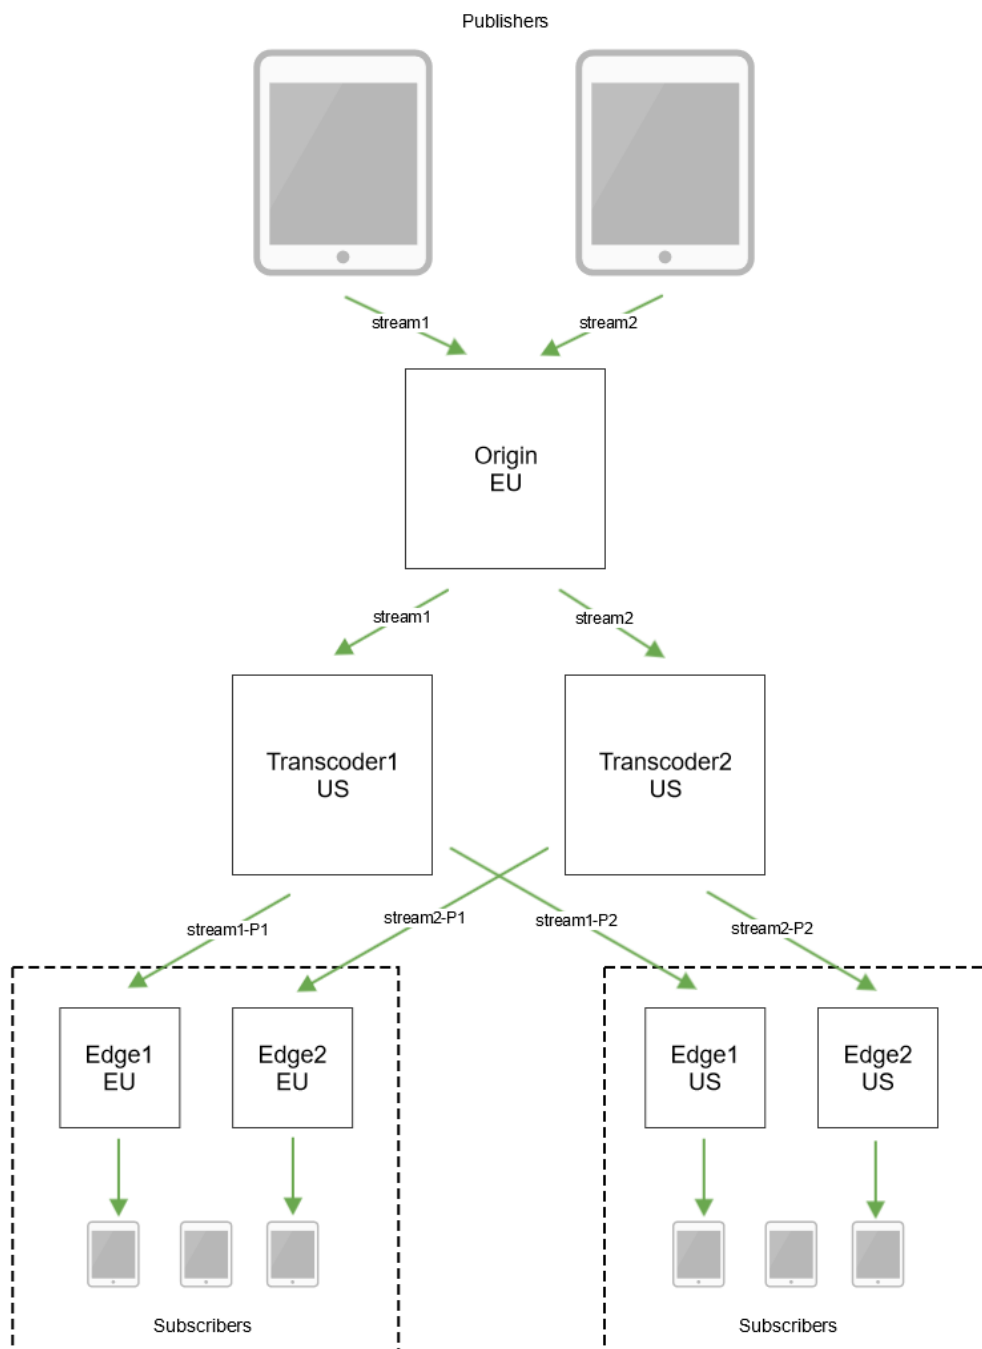 Publishers
stream1
stream2
Origin
EU
stream1
stream2
Transcoder1
US
Transcoder2
US
stream1-P1
stream2-P1
stream1-P2
stream2-P2
Edge1
EU
Edge2
EU
Edge1
US
Edge2
US
Subscribers
Subscribers